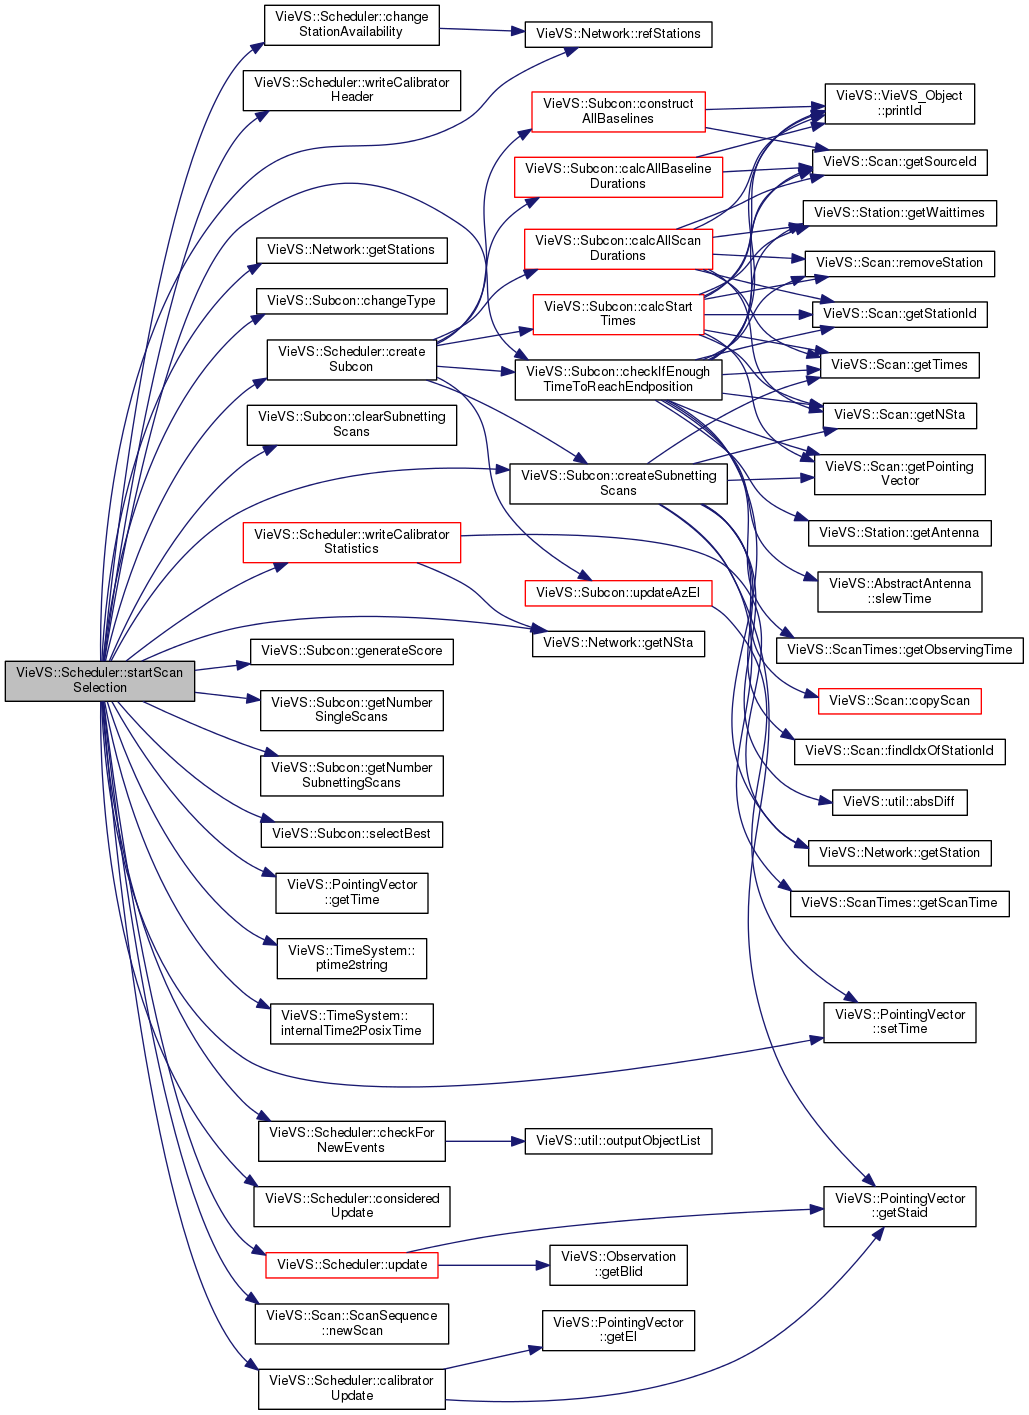 VieVS::Scheduler::startScan
Selection
VieVS::Scheduler::change
StationAvailability
VieVS::Scheduler::writeCalibrator
Header
VieVS::Network::getStations
VieVS::Subcon::changeType
VieVS::Scheduler::create
Subcon
VieVS::Subcon::clearSubnetting
Scans
VieVS::Scheduler::writeCalibrator
Statistics
VieVS::Subcon::generateScore
VieVS::Subcon::getNumber
SingleScans
VieVS::Subcon::getNumber
SubnettingScans
VieVS::Subcon::selectBest
VieVS::PointingVector
::getTime
VieVS::TimeSystem::
ptime2string
VieVS::TimeSystem::
internalTime2PosixTime
VieVS::Scheduler::checkFor
NewEvents
VieVS::Scheduler::considered
Update
VieVS::Scheduler::update
VieVS::Scan::ScanSequence
::newScan
VieVS::Scheduler::calibrator
Update
VieVS::Network::refStations
VieVS::Subcon::construct
AllBaselines
VieVS::Subcon::calcAllBaseline
Durations
VieVS::Subcon::calcAllScan
Durations
VieVS::Subcon::calcStart
Times
VieVS::Subcon::checkIfEnough
TimeToReachEndposition
VieVS::Subcon::createSubnetting
Scans
VieVS::Subcon::updateAzEl
VieVS::Network::getNSta
VieVS::util::outputObjectList
VieVS::Observation
::getBlid
VieVS::PointingVector
::getEl
VieVS::VieVS_Object
::printId
VieVS::Scan::getSourceId
VieVS::Station::getWaittimes
VieVS::Scan::removeStation
VieVS::Scan::getStationId
VieVS::Scan::getTimes
VieVS::Scan::getNSta
VieVS::Scan::getPointing
Vector
VieVS::Station::getAntenna
VieVS::AbstractAntenna
::slewTime
VieVS::ScanTimes::getObservingTime
VieVS::Scan::copyScan
VieVS::Scan::findIdxOfStationId
VieVS::util::absDiff
VieVS::Network::getStation
VieVS::ScanTimes::getScanTime
VieVS::PointingVector
::setTime
VieVS::PointingVector
::getStaid